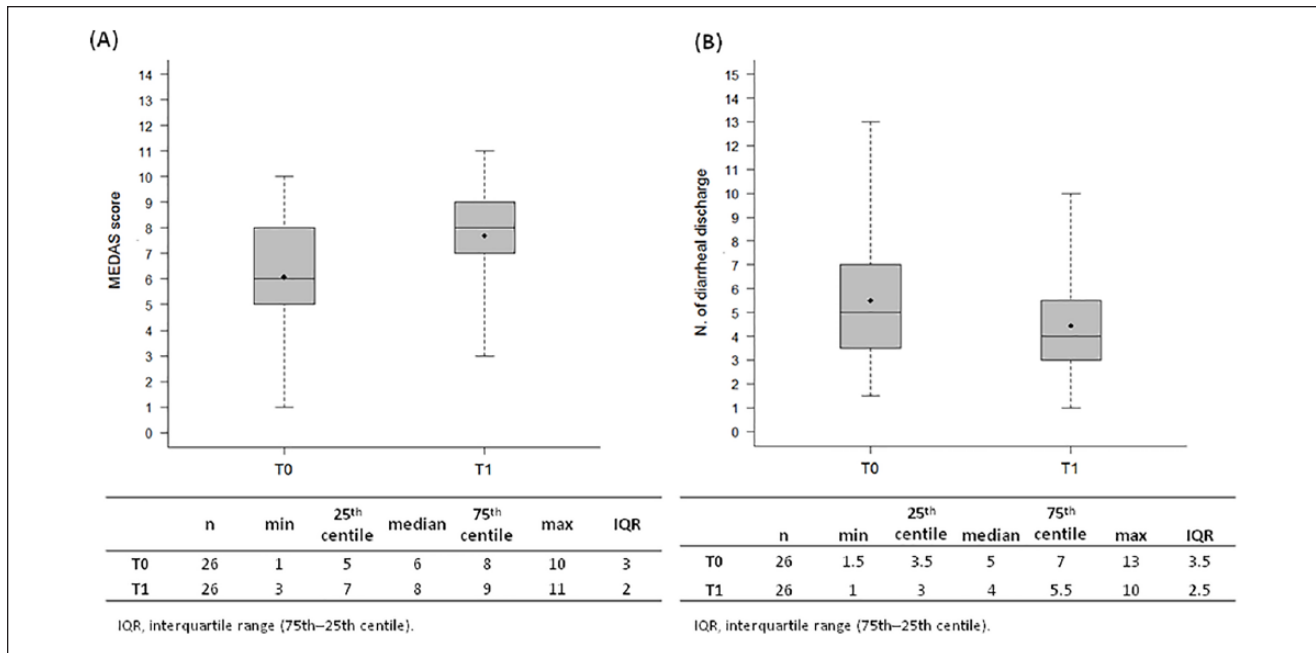 (A)
MEDAS score
14
13
12
11
10
9
8
7
6
5
4
3
2
1
0
T0 T1
n min 25th centile median 75th centile max IQR
T0 26 1 5 6 8 10 3
T1 26 3 7 8 9 11 2
IQR, interquartile range (75th–25th centile).
(B)
N. of diarrheal discharge
15
14
13
12
11
10
9
8
7
6
5
4
3
2
1
0
T0 T1
n min 25th centile median 75th centile max IQR
T0 26 1.5 3.5 5 7 13 3.5
T1 26 1 3 4 5.5 10 2.5
IQR, interquartile range (75th–25th centile).